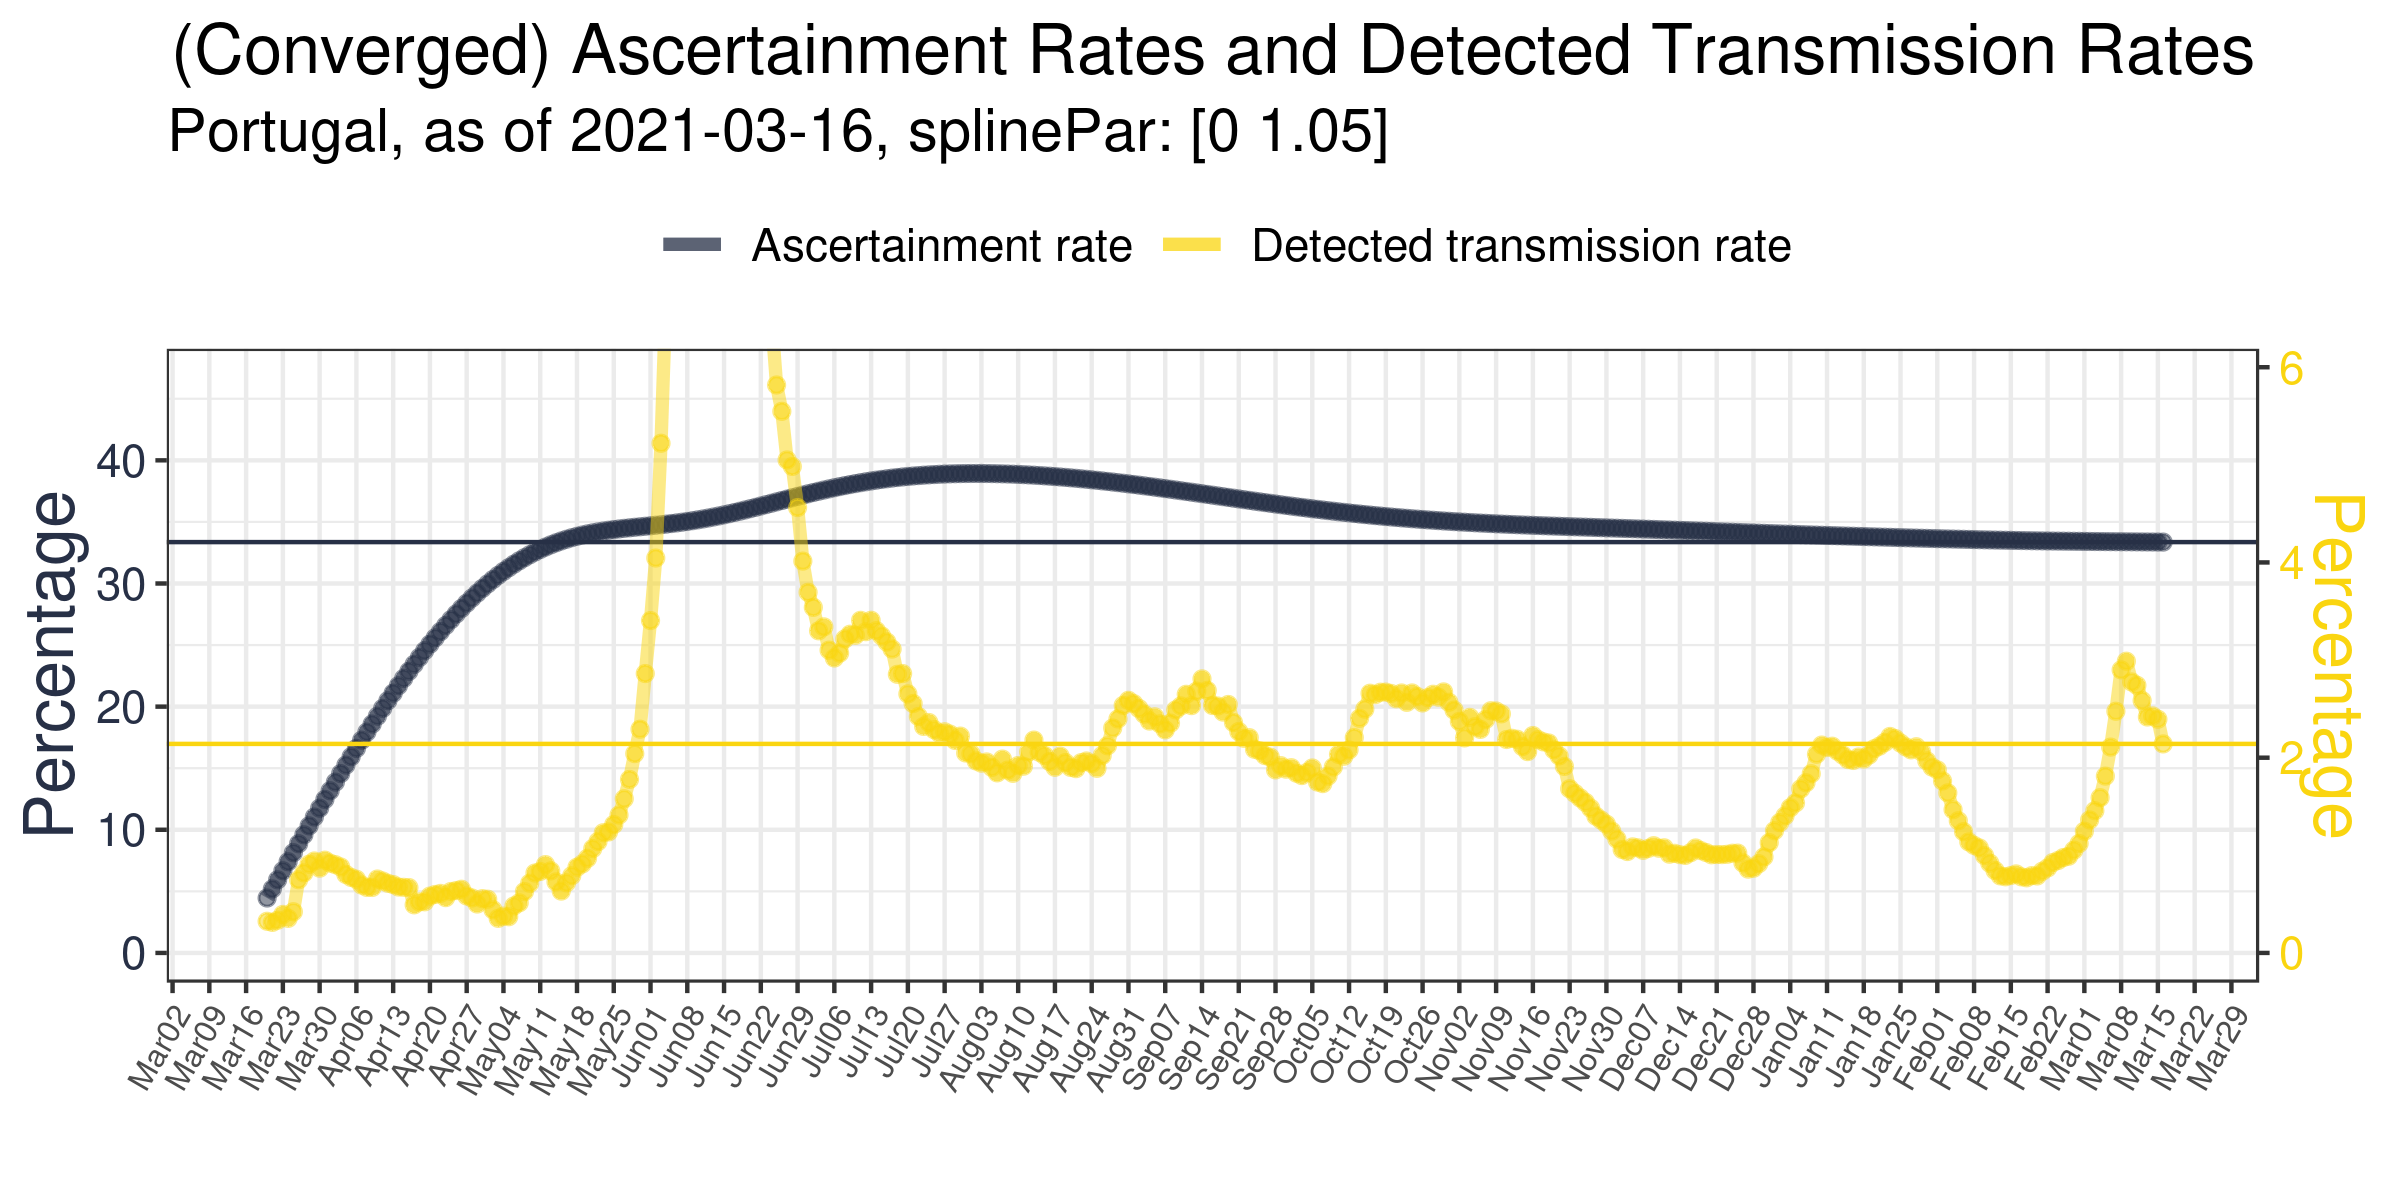 (Converged) Ascertainment Rates and Detected Transmission Rates
Portugal, as of 2021-03-16, splinePar: [0 1.05]
Ascertainment rate
Detected transmission rate
Percentage
40
30
20
10
0
6
4
2
0
Percentage
Mar02
Mar09
Mar16
Mar23
Mar30
Apr06
Apr13
Apr20
Apr27
May04
May11
May18
May25
Jun01
Jun08
Jun15
Jun22
Jun29
Jul06
Jul13
Jul20
Jul27
Aug03
Aug10
Aug17
Aug24
Aug31
Sep07
Sep14
Sep21
Sep28
Oct05
Oct12
Oct19
Oct26
Nov02
Nov09
Nov16
Nov23
Nov30
Dec07
Dec14
Dec21
Dec28
Jan04
Jan11
Jan18
Jan25
Feb01
Feb08
Feb15
Feb22
Mar01
Mar08
Mar15
Mar22
Mar29